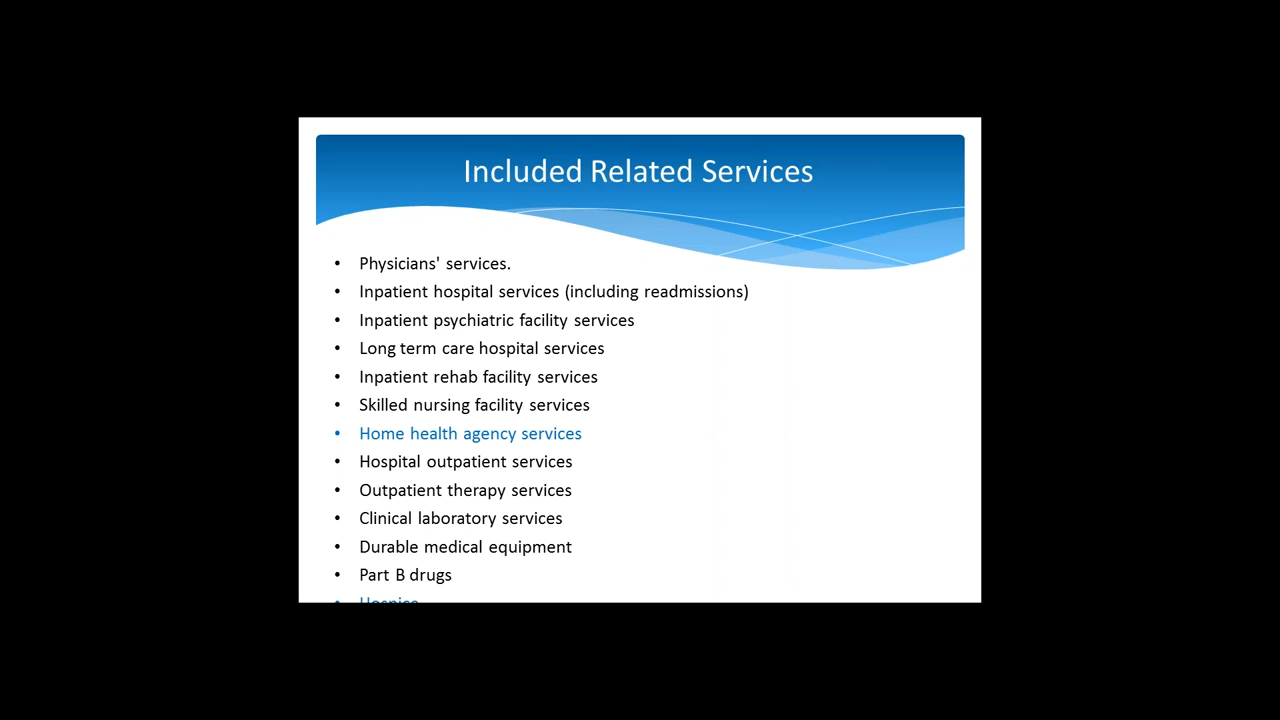 Included Related Services
• Physicians' services.
• Inpatient hospital services (including readmissions)
• Inpatient psychiatric facility services
• Long term care hospital services
• Inpatient rehab facility services
• Skilled nursing facility services
• Home health agency services
• Hospital outpatient services
• Outpatient therapy services
• Clinical laboratory services
• Durable medical equipment
• Part B drugs
• Hospice